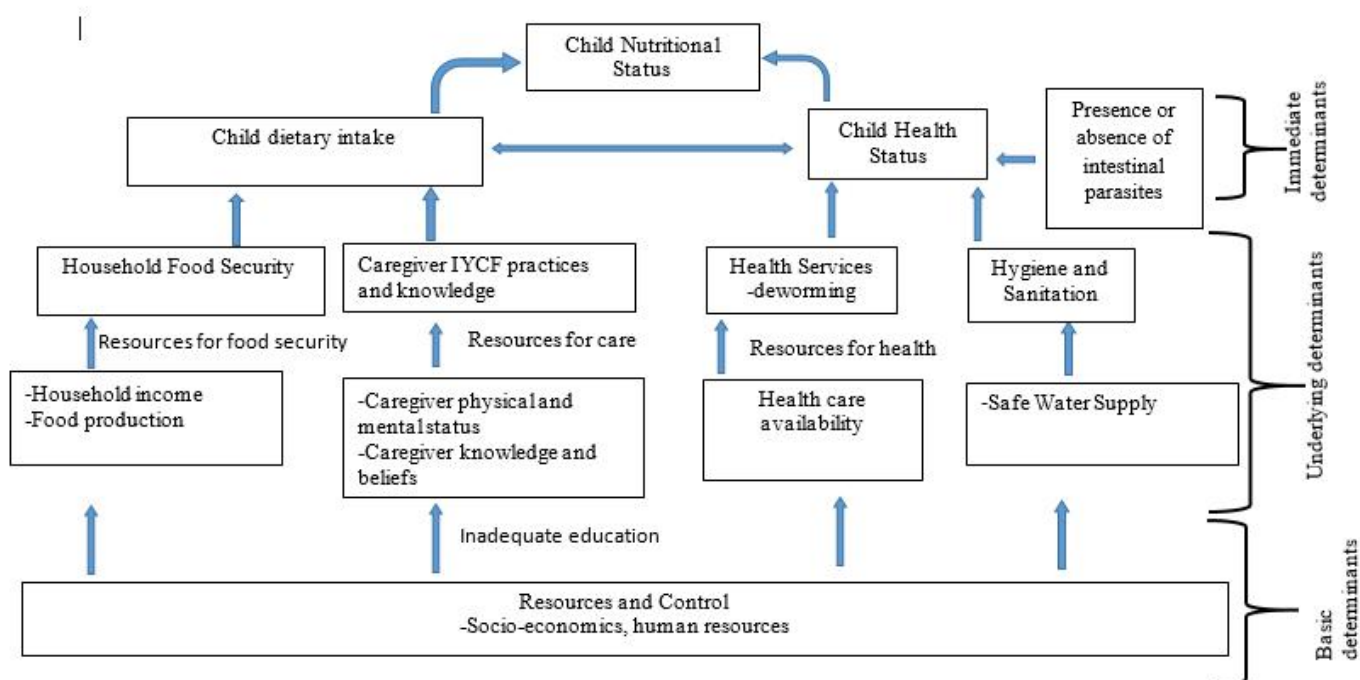 Child Nutritional
Status
Child dietary intake
Child Health
Status
Presence or
absence of
intestinal
parasites
Immediate
determinants
Household Food Security
Caregiver IYCF practices
and knowledge
Health Services
-deworming
Hygiene and
Sanitation
Resources for food security
Resources for care
Resources for health
-Household income
-Food production
-Caregiver physical and
mental status
-Caregiver knowledge and
beliefs
Health care
availability
-Safe Water Supply
Underlying determinants
Inadequate education
Resources and Control
-Socio-economics, human resources
Basic
determinants